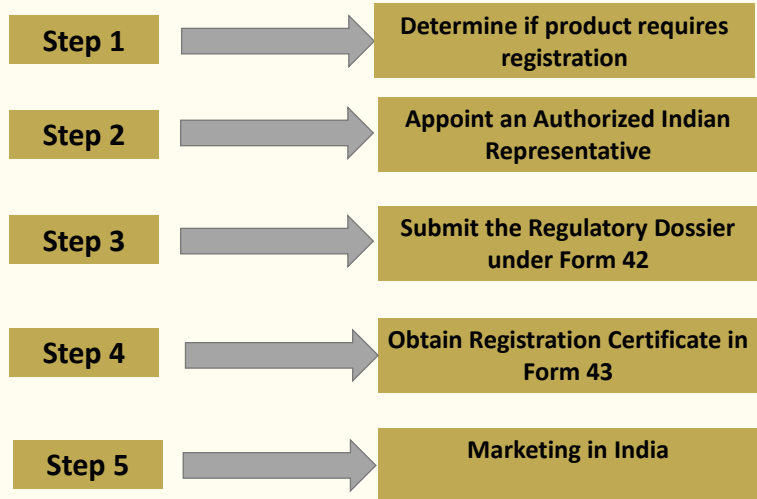 Step 1
Determine if product requires
registration
Step 2
Appoint an Authorized Indian
Representative
Step 3
Submit the Regulatory Dossier
under Form 42
Step 4
Obtain Registration Certificate in
Form 43
Step 5
Marketing in India